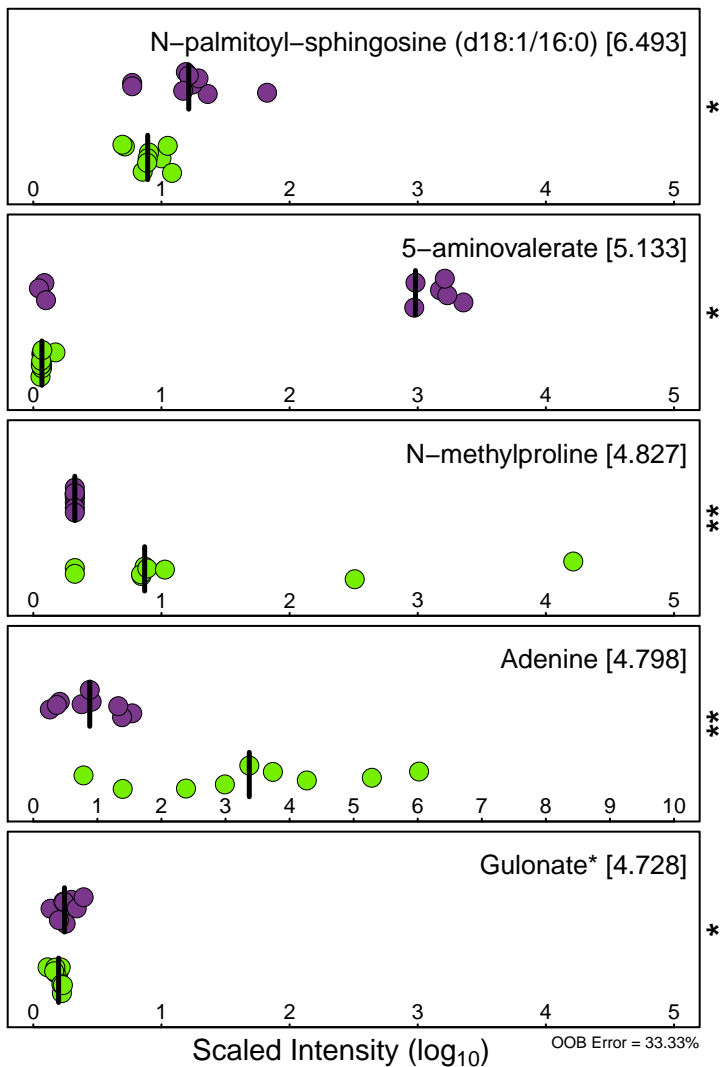 N−palmitoyl−sphingosine (d18:1/16:0) [6.493]
*
0 1 2 3 4 5
5−aminovalerate [5.133]
*
0 1 2 3 4 5
N−methylproline [4.827]
**
0 1 2 3 4 5
Adenine [4.798]
**
0 1 2 3 4 5 6 7 8 9 10
Gulonate* [4.728]
*
0 1 2 3 4 5
Scaled Intensity (log10)
OOB Error = 33.33%